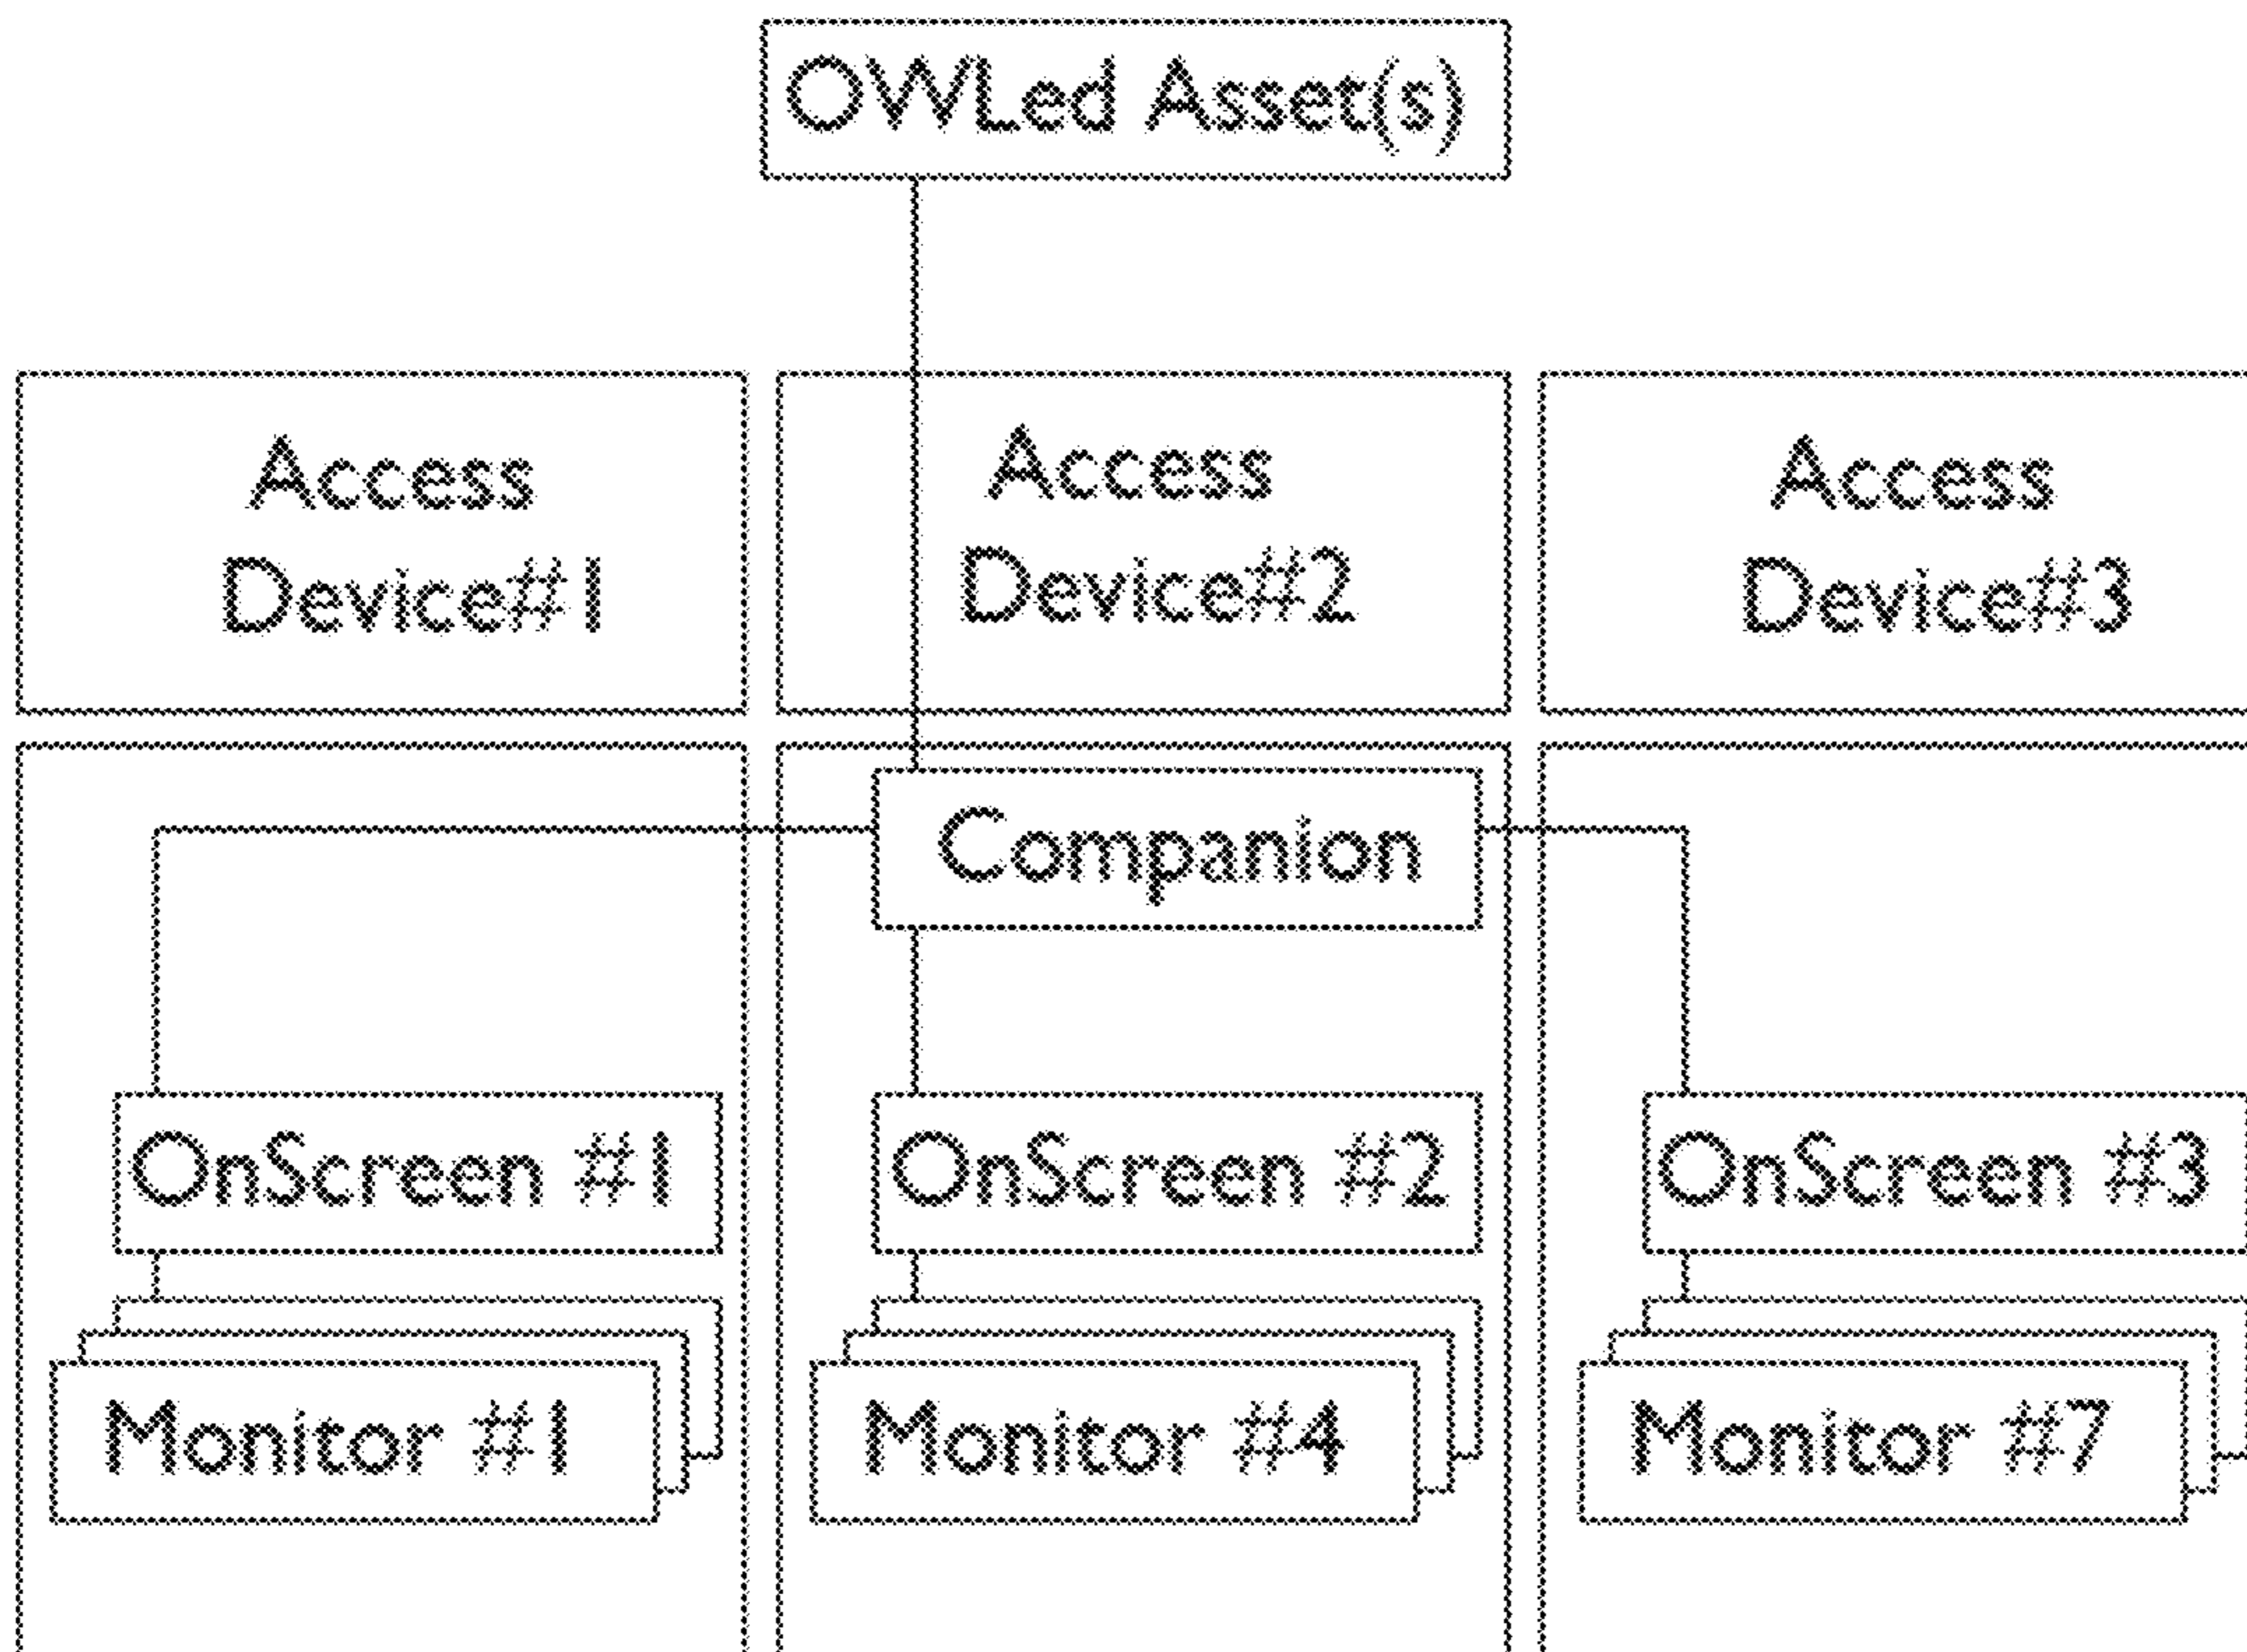 OWLed Asset(s)
Access
Device#1
Access
Device#2
Access
Device#3
Companion
OnScreen #1
OnScreen #2
OnScreen #3
Monitor #1
Monitor #4
Monitor #7